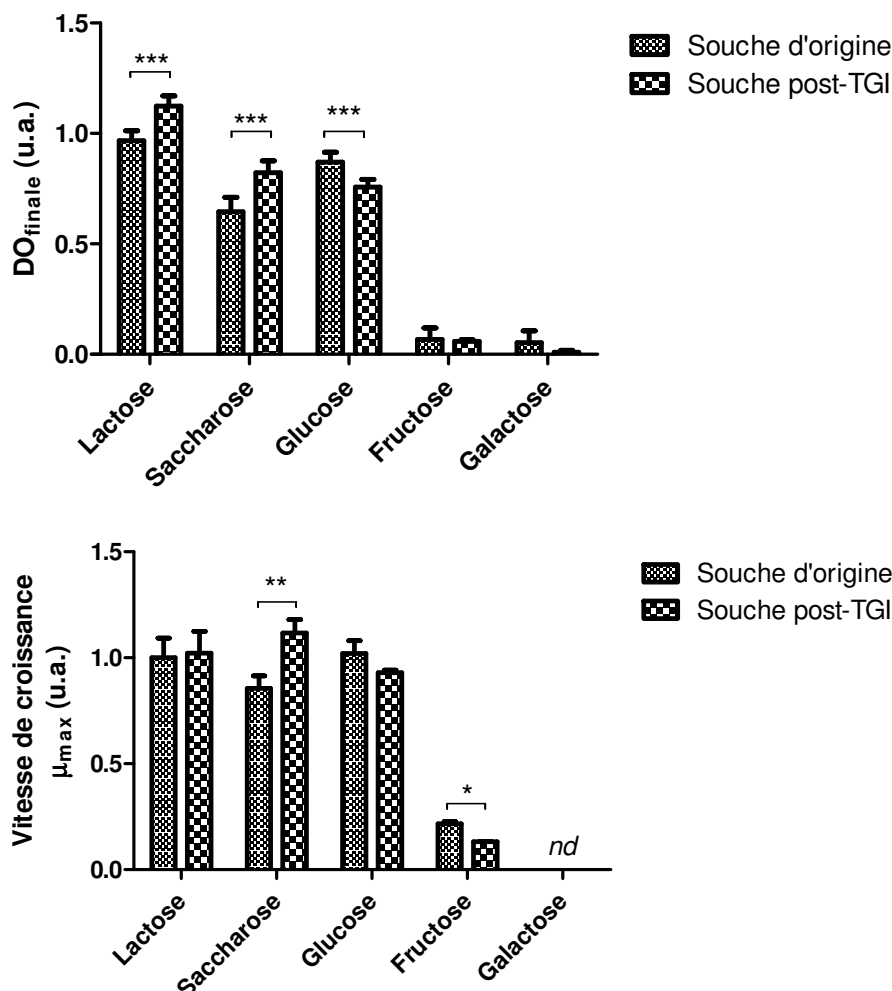 1.5
1.0
0.5
0.0
DOfinale (u.a.)
***
***
***
Souche d'origine
Souche post-TGI
Lactose
Saccharose
Glucose
Fructose
Galactose
1.5
1.0
0.5
0.0
Vitesse de croissance
μmax (u.a.)
**
*
nd
Souche d'origine
Souche post-TGI
Lactose
Saccharose
Glucose
Fructose
Galactose